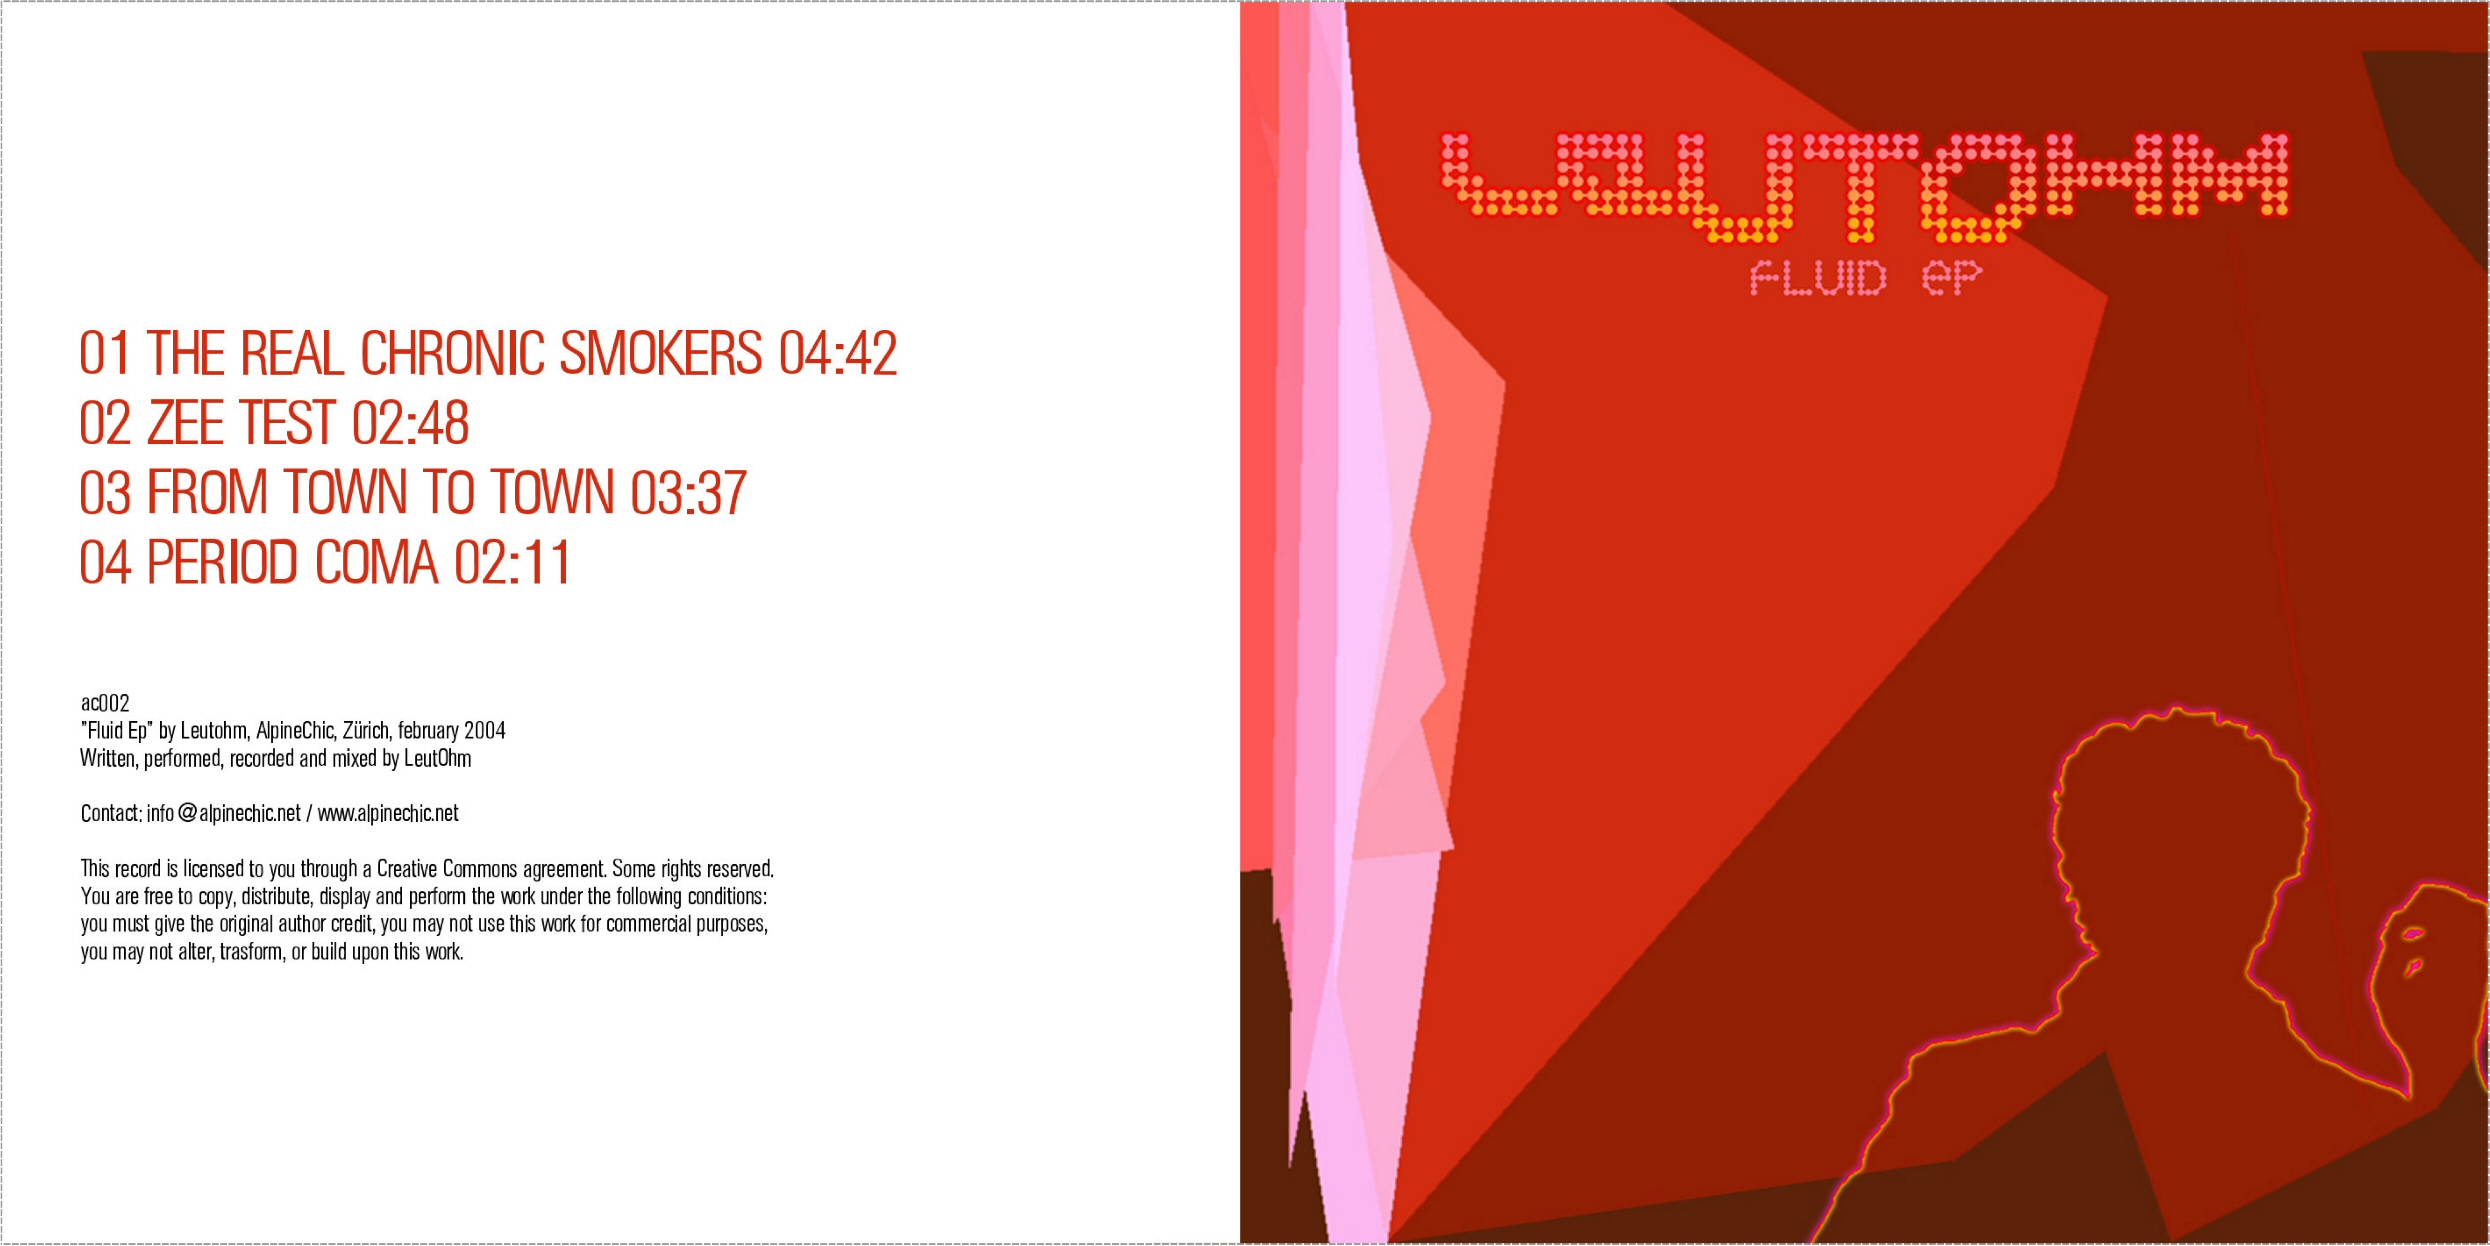 01 THE REAL CHRONIC SMOKERS 04:42
02 ZEE TEST 02:48
03 FROM TOWN TO TOWN 03:37
04 PERIOD COMA 02:11
ac002
"Fluid Ep" by Leutohm, AlpineChic, Zürich, february 2004
Written, performed, recorded and mixed by LeutOhm
Contact: info@alpinechic.net / www.alpinechic.net
This record is licensed to you through a Creative Commons agreement. Some rights reserved.
You are free to copy, distribute, display and perform the work under the following conditions:
you must give the original author credit, you may not use this work for commercial purposes,
you may not alter, trasform, or build upon this work.
LeUTOHM
FLUID eP